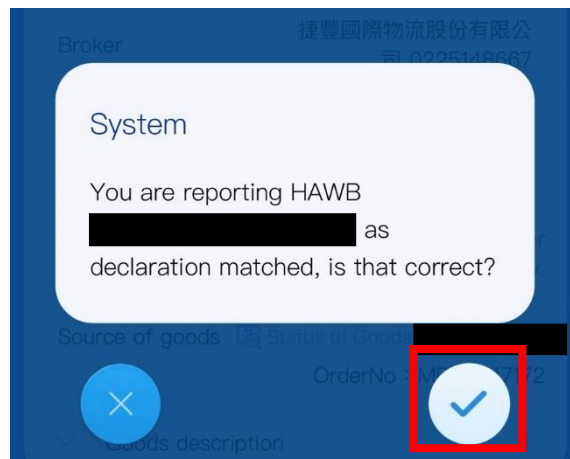 Broker
捷豐國際物流股份有限公
司 0225148667
System
You are reporting HAWB
as
declaration matched, is that correct?
Source of goods Status of Goods
OrderNo :
Goods description